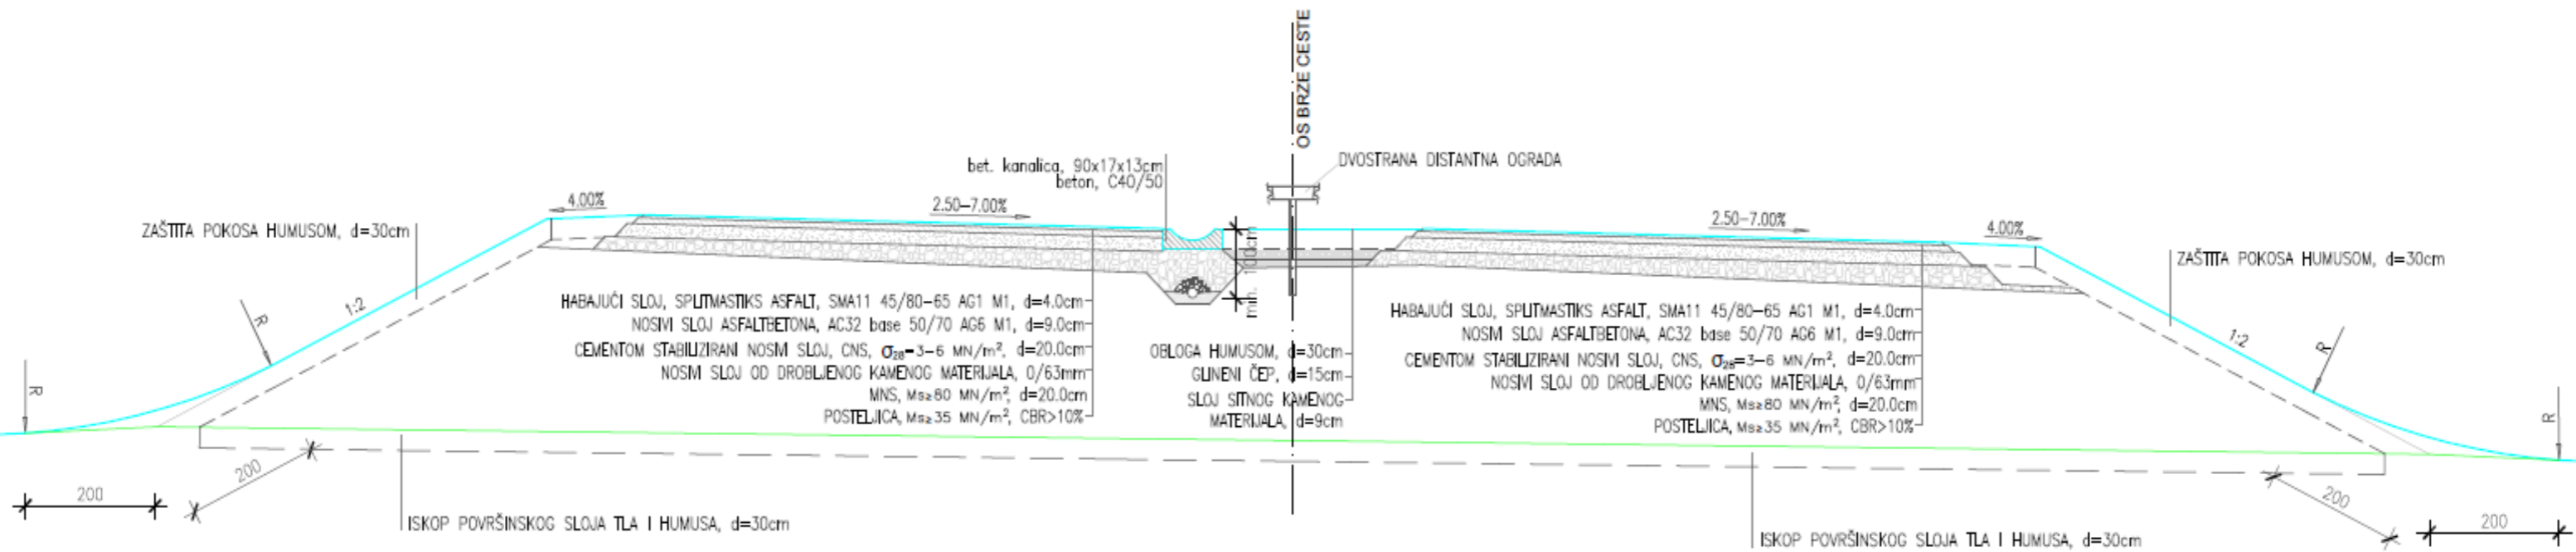 OS BRZE CESTE
bet. kanalica, 90x17x13cm
beton, C40/50
DVOSTRANA DISTANTNA OGRADA
4.00%
2.50-7.00%
2.50-7.00%
4.00%
ZAŠTITA POKOSA HUMUSOM, d=30cm
ZAŠTITA POKOSA HUMUSOM, d=30cm
min. 100cm
1:2
1:2
R
R
R
R
HABAJUĆI SLOJ, SPLITMASTIKS ASFALT, SMA11 45/80-65 AG1 M1, d=4.0cm
NOSIVI SLOJ ASFALTBETONA, AC32 base 50/70 AG6 M1, d=9.0cm
CEMENTOM STABILIZIRANI NOSIVI SLOJ, CNS, σ28=3-6 MN/m², d=20.0cm
NOSIVI SLOJ OD DROBLJENOG KAMENOG MATERIJALA, 0/63mm
MNS, Ms≥80 MN/m², d=20.0cm
POSTELJICA, Ms≥35 MN/m², CBR>10%
OBLOGA HUMUSOM, d=30cm
GLINENI ČEP, d=15cm
SLOJ SITNOG KAMENOG
MATERIJALA, d=9cm
HABAJUĆI SLOJ, SPLITMASTIKS ASFALT, SMA11 45/80-65 AG1 M1, d=4.0cm
NOSIVI SLOJ ASFALTBETONA, AC32 base 50/70 AG6 M1, d=9.0cm
CEMENTOM STABILIZIRANI NOSIVI SLOJ, CNS, σ28=3-6 MN/m², d=20.0cm
NOSIVI SLOJ OD DROBLJENOG KAMENOG MATERIJALA, 0/63mm
MNS, Ms≥80 MN/m², d=20.0cm
POSTELJICA, Ms≥35 MN/m², CBR>10%
200
200
200
200
ISKOP POVRŠINSKOG SLOJA TLA I HUMUSA, d=30cm
ISKOP POVRŠINSKOG SLOJA TLA I HUMUSA, d=30cm